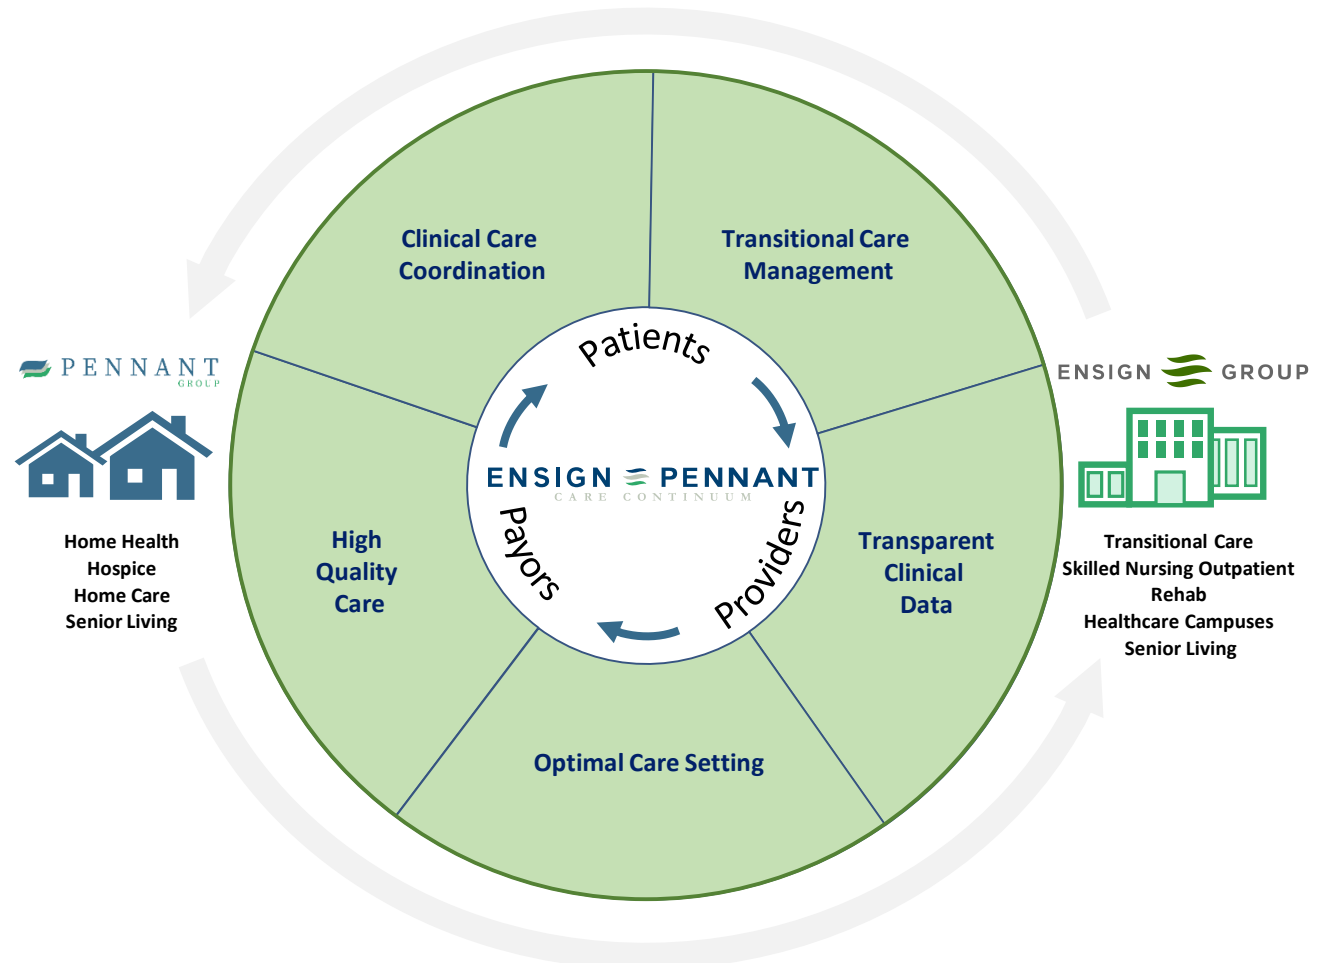 Clinical Care
Coordination
Transitional Care
Management
Patients
PENNANT
GROUP
Home Health
Hospice
Home Care
Senior Living
High
Quality
Care
ENSIGN PENNANT
CARE CONTINUUM
Payors
Providers
Transparent
Clinical
Data
ENSIGN GROUP
Transitional Care
Skilled Nursing Outpatient
Rehab
Healthcare Campuses
Senior Living
Optimal Care Setting